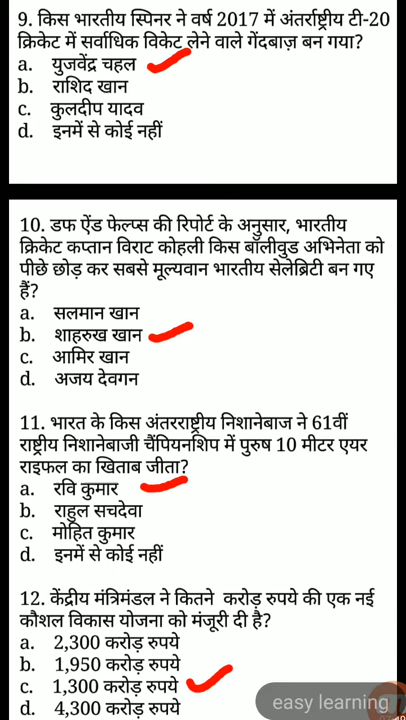 9. किस भारतीय स्पिनर ने वर्ष 2017 में अंतर्राष्ट्रीय टी-20
क्रिकेट में सर्वाधिक विकेट लेने वाले गेंदबाज़ बन गया?
a. युजवेंद्र चहल
b. राशिद खान
c. कुलदीप यादव
d. इनमें से कोई नहीं
10. डफ ऐंड फेल्प्स की रिपोर्ट के अनुसार, भारतीय
क्रिकेट कप्तान विराट कोहली किस बॉलीवुड अभिनेता को
पीछे छोड़ कर सबसे मूल्यवान भारतीय सेलेब्रिटी बन गए
हैं?
a. सलमान खान
b. शाहरुख खान
c. आमिर खान
d. अजय देवगन
11. भारत के किस अंतरराष्ट्रीय निशानेबाज ने 61वीं
राष्ट्रीय निशानेबाजी चैंपियनशिप में पुरुष 10 मीटर एयर
राइफल का खिताब जीता?
a. रवि कुमार
b. राहुल सचदेवा
c. मोहित कुमार
d. इनमें से कोई नहीं
12. केंद्रीय मंत्रिमंडल ने कितने करोड़ रुपये की एक नई
कौशल विकास योजना को मंजूरी दी है?
a. 2,300 करोड़ रुपये
b. 1,950 करोड़ रुपये
c. 1,300 करोड़ रुपये
d. 4,300 करोड़ रुपये
easy learning